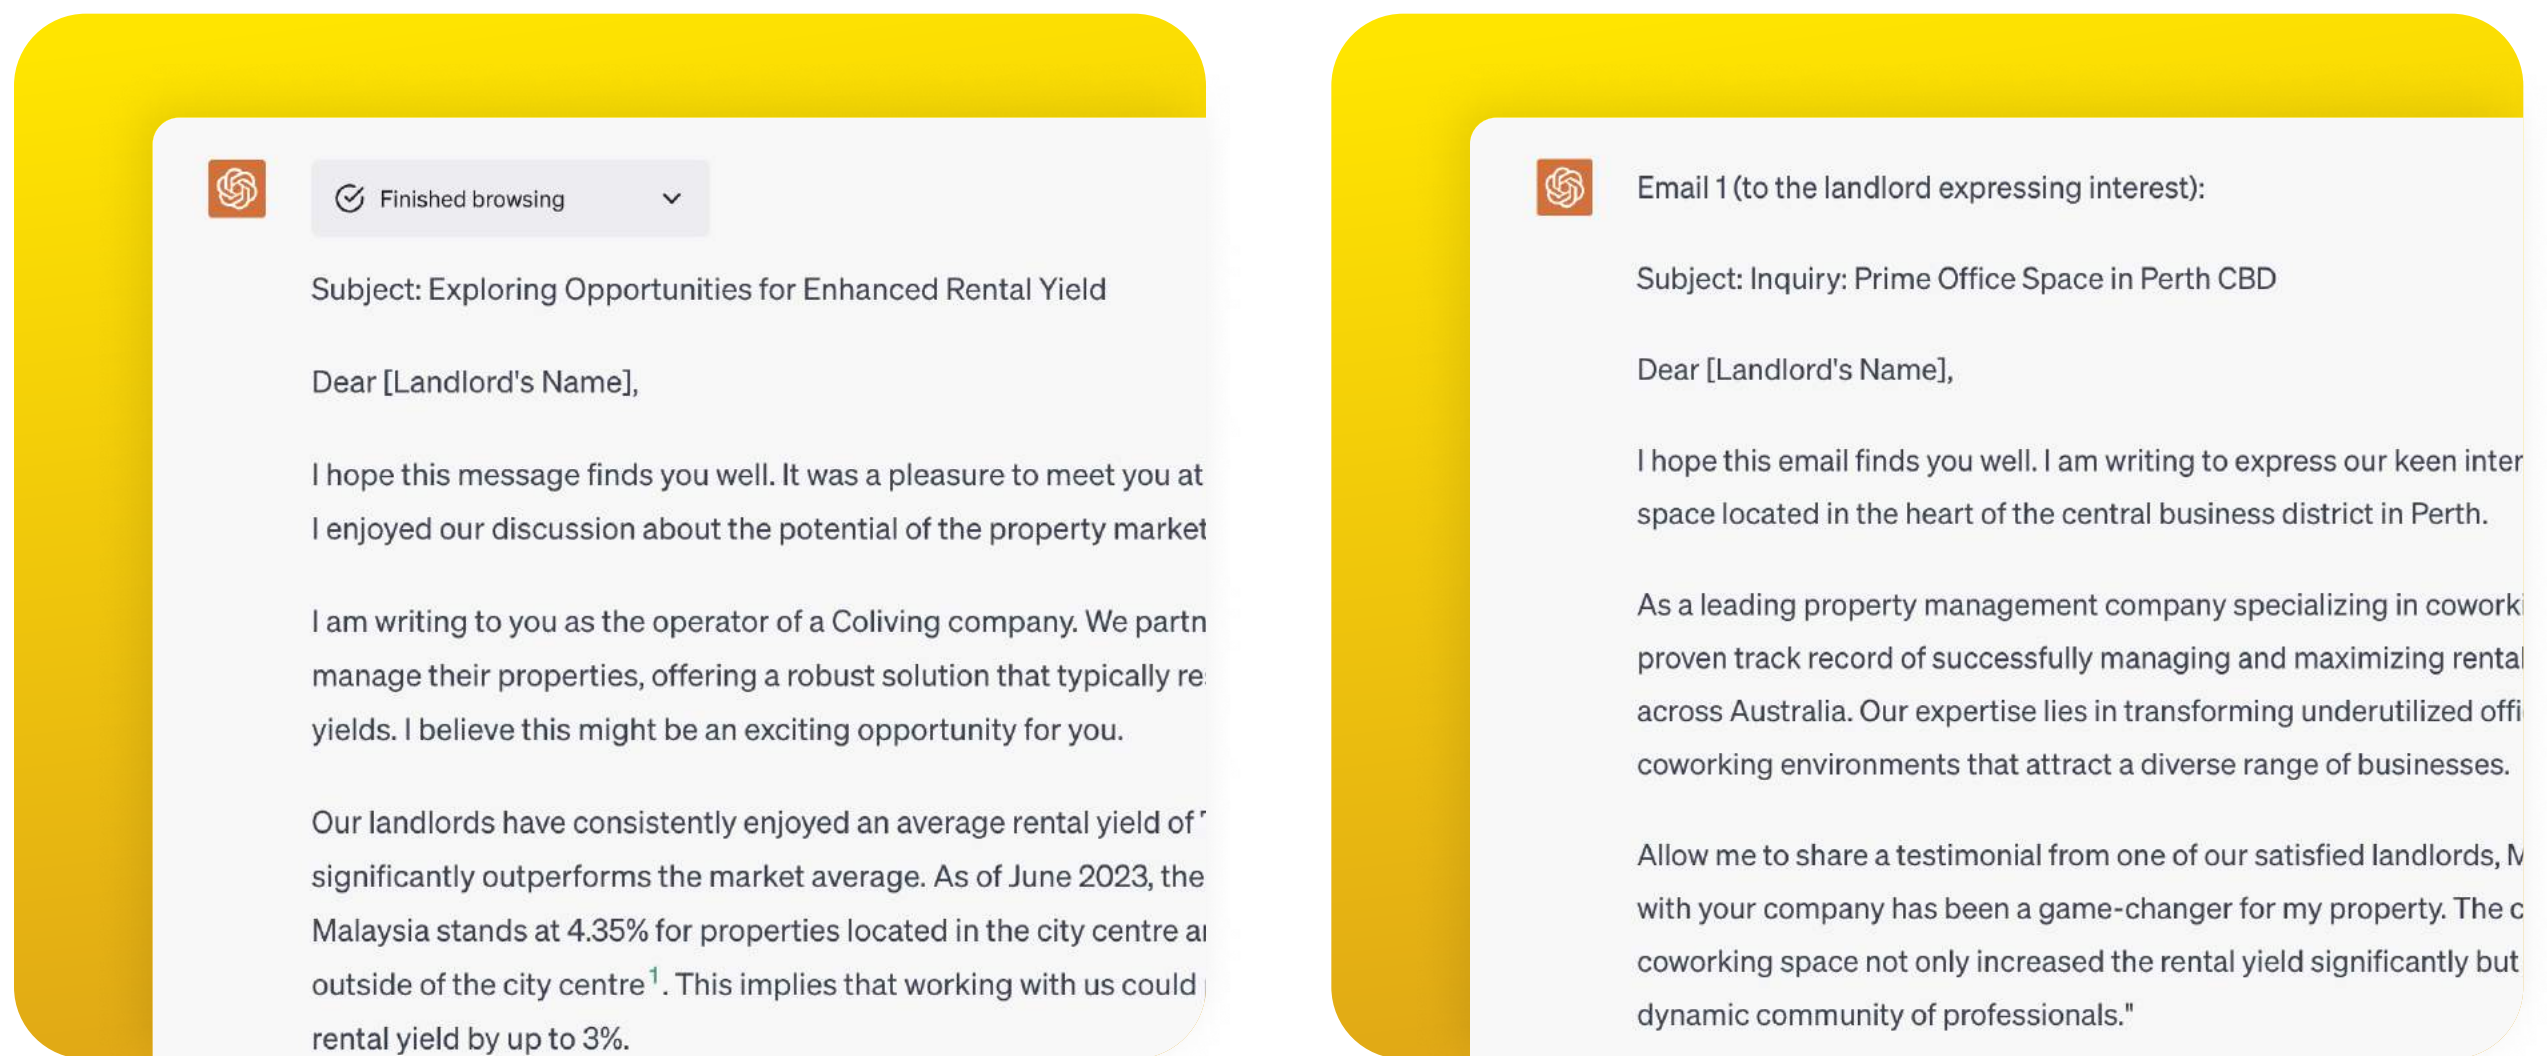 Finished browsing
Subject: Exploring Opportunities for Enhanced Rental Yield
Dear [Landlord's Name],
I hope this message finds you well. It was a pleasure to meet you at
I enjoyed our discussion about the potential of the property market
I am writing to you as the operator of a Coliving company. We partn
manage their properties, offering a robust solution that typically re
yields. I believe this might be an exciting opportunity for you.
Our landlords have consistently enjoyed an average rental yield of
significantly outperforms the market average. As of June 2023, the
Malaysia stands at 4.35% for properties located in the city centre a
outside of the city centre 1. This implies that working with us could
rental yield by up to 3%.
Email 1 (to the landlord expressing interest):
Subject: Inquiry: Prime Office Space in Perth CBD
Dear [Landlord's Name],
I hope this email finds you well. I am writing to express our keen inter
space located in the heart of the central business district in Perth.
As a leading property management company specializing in cowork
proven track record of successfully managing and maximizing rental
across Australia. Our expertise lies in transforming underutilized offi
coworking environments that attract a diverse range of businesses.
Allow me to share a testimonial from one of our satisfied landlords, M
with your company has been a game-changer for my property. The c
coworking space not only increased the rental yield significantly but
dynamic community of professionals."